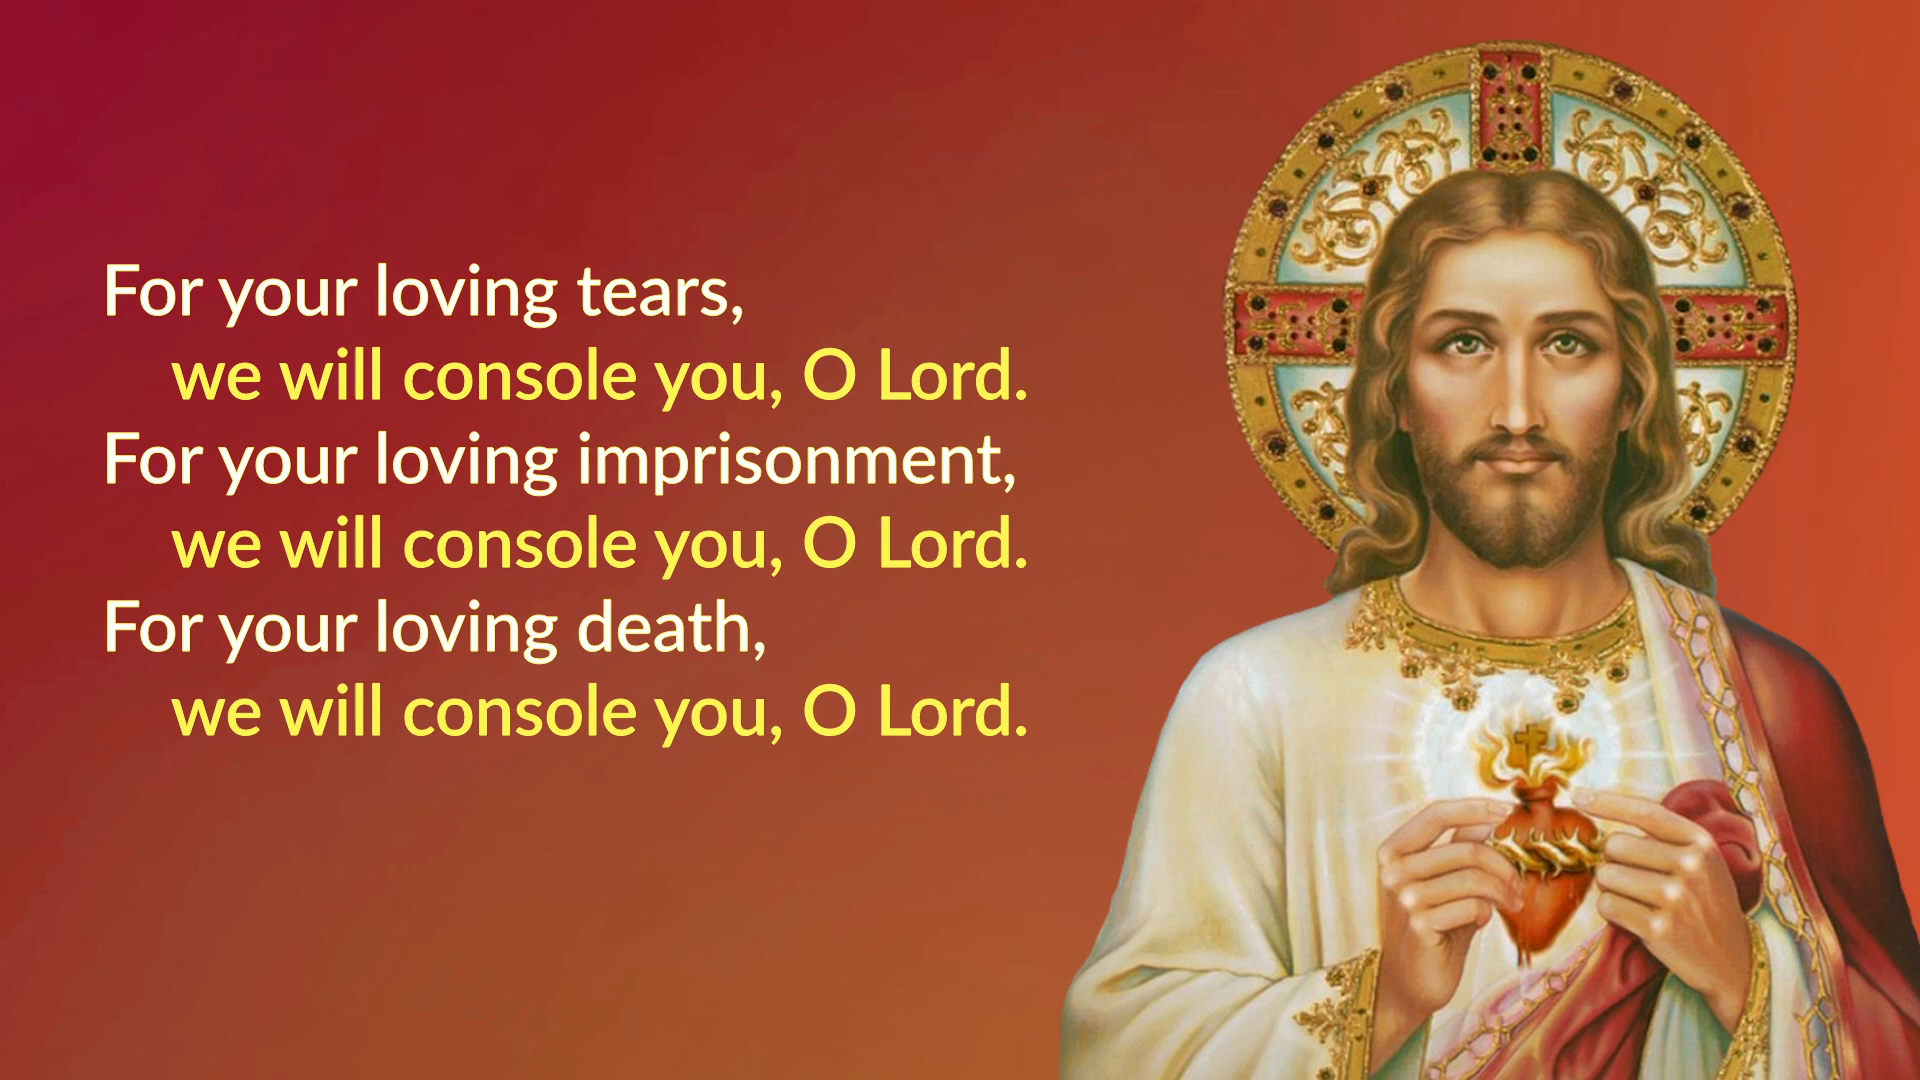 For your loving tears,
we will console you, O Lord.
For your loving imprisonment,
we will console you, O Lord.
For your loving death,
we will console you, O Lord.